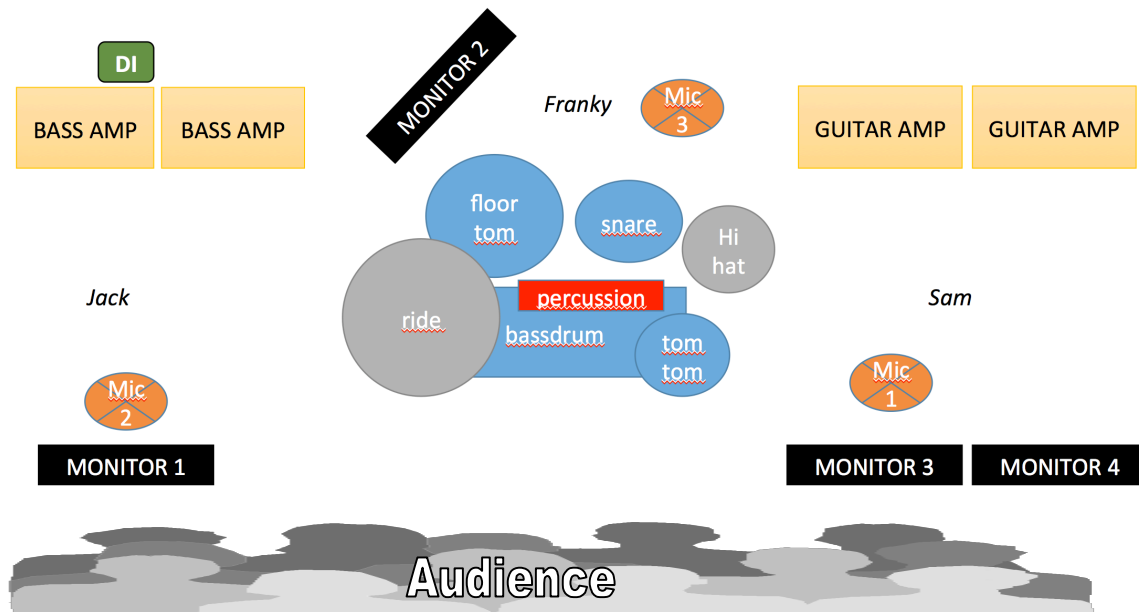 DI
MONITOR 2
Franky
Mic
3
BASS AMP
BASS AMP
GUITAR AMP
GUITAR AMP
floor
tom
snare
Hi
hat
Jack
percussion
Sam
ride
bassdrum
tom
tom
Mic
2
Mic
1
MONITOR 1
MONITOR 3
MONITOR 4
Audience